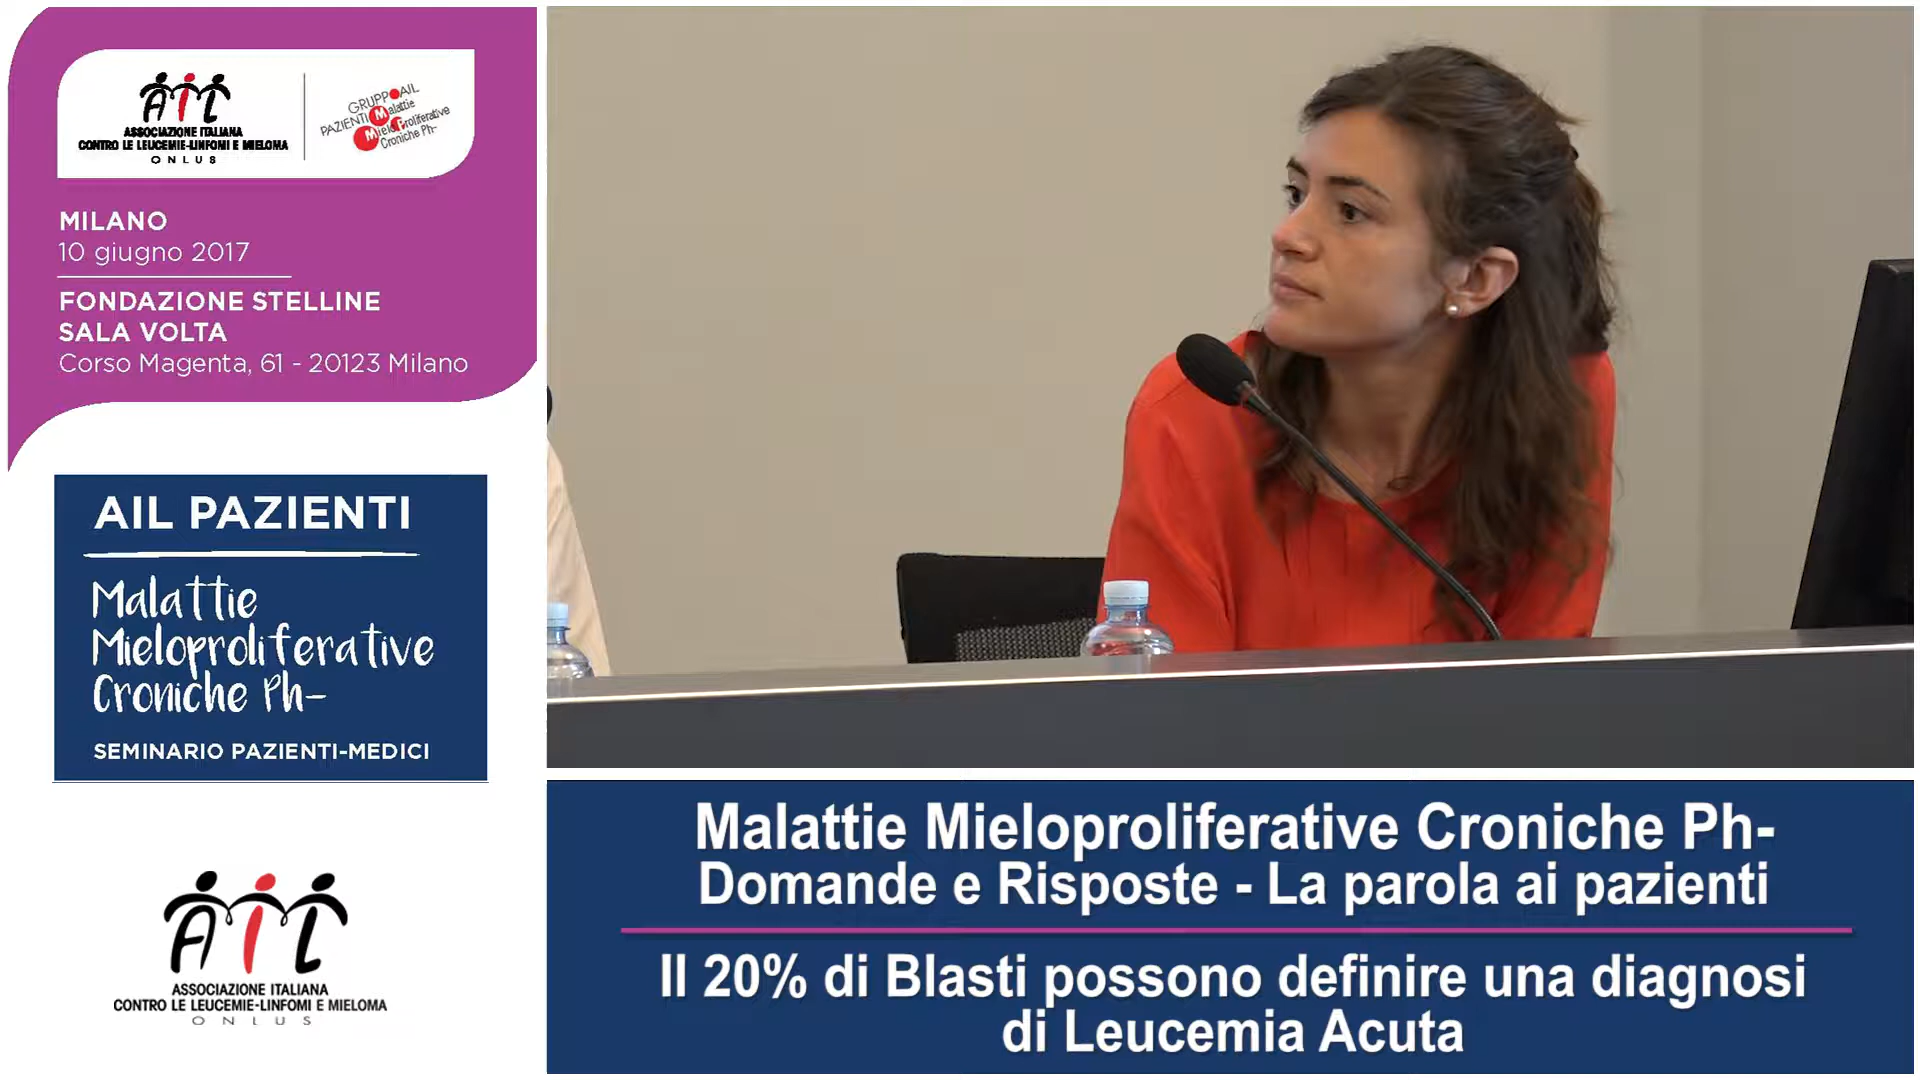 AIL
ASSOCIAZIONE ITALIANA
CONTRO LE LEUCEMIE-LINFOMI E MIELOMA
ONLUS
GRUPPO AIL
PAZIENTI Malattie
MieloProliferative
Croniche Ph-
MILANO
10 giugno 2017
FONDAZIONE STELLINE
SALA VOLTA
Corso Magenta, 61 - 20123 Milano
AIL PAZIENTI
Malattie
Mieloproliferative
Croniche Ph-
SEMINARIO PAZIENTI-MEDICI
AIL
ASSOCIAZIONE ITALIANA
CONTRO LE LEUCEMIE-LINFOMI E MIELOMA
ONLUS
Malattie Mieloproliferative Croniche Ph-
Domande e Risposte - La parola ai pazienti
Il 20% di Blasti possono definire una diagnosi
di Leucemia Acuta